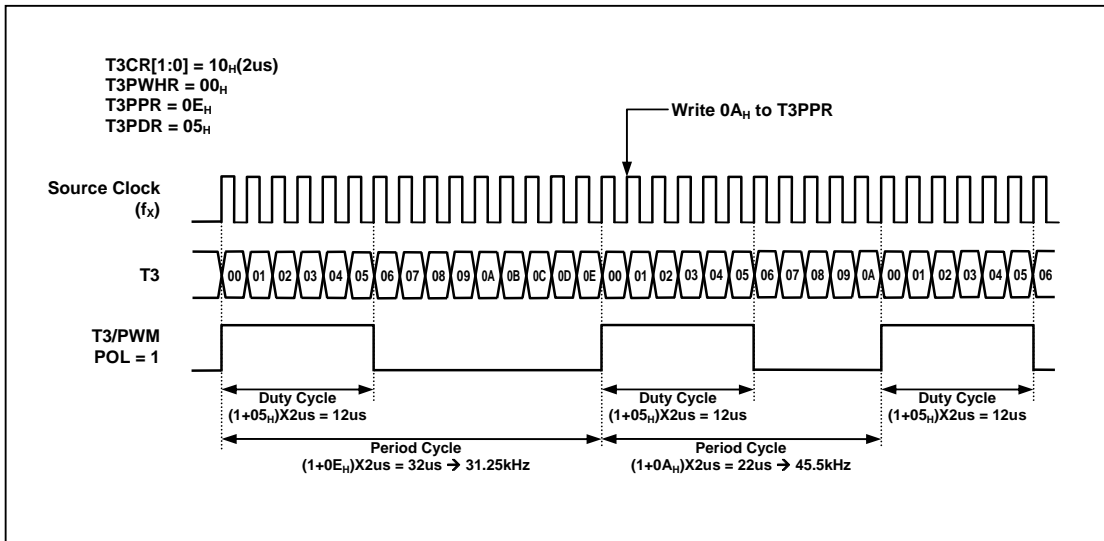 T3CR[1:0] = 10H(2us)
T3PWHR = 00H
T3PPR = 0EH
T3PDR = 05H
Write 0AH to T3PPR
Source Clock
(fX)
T3
00 01 02 03 04 05 06 07 08 09 0A 0B 0C 0D 0E 00 01 02 03 04 05 06 07 08 09 0A 00 01 02 03 04 05 06
T3/PWM
POL = 1
Duty Cycle
(1+05H)X2us = 12us
Duty Cycle
(1+05H)X2us = 12us
Duty Cycle
(1+05H)X2us = 12us
Period Cycle
(1+0EH)X2us = 32us → 31.25kHz
Period Cycle
(1+0AH)X2us = 22us → 45.5kHz